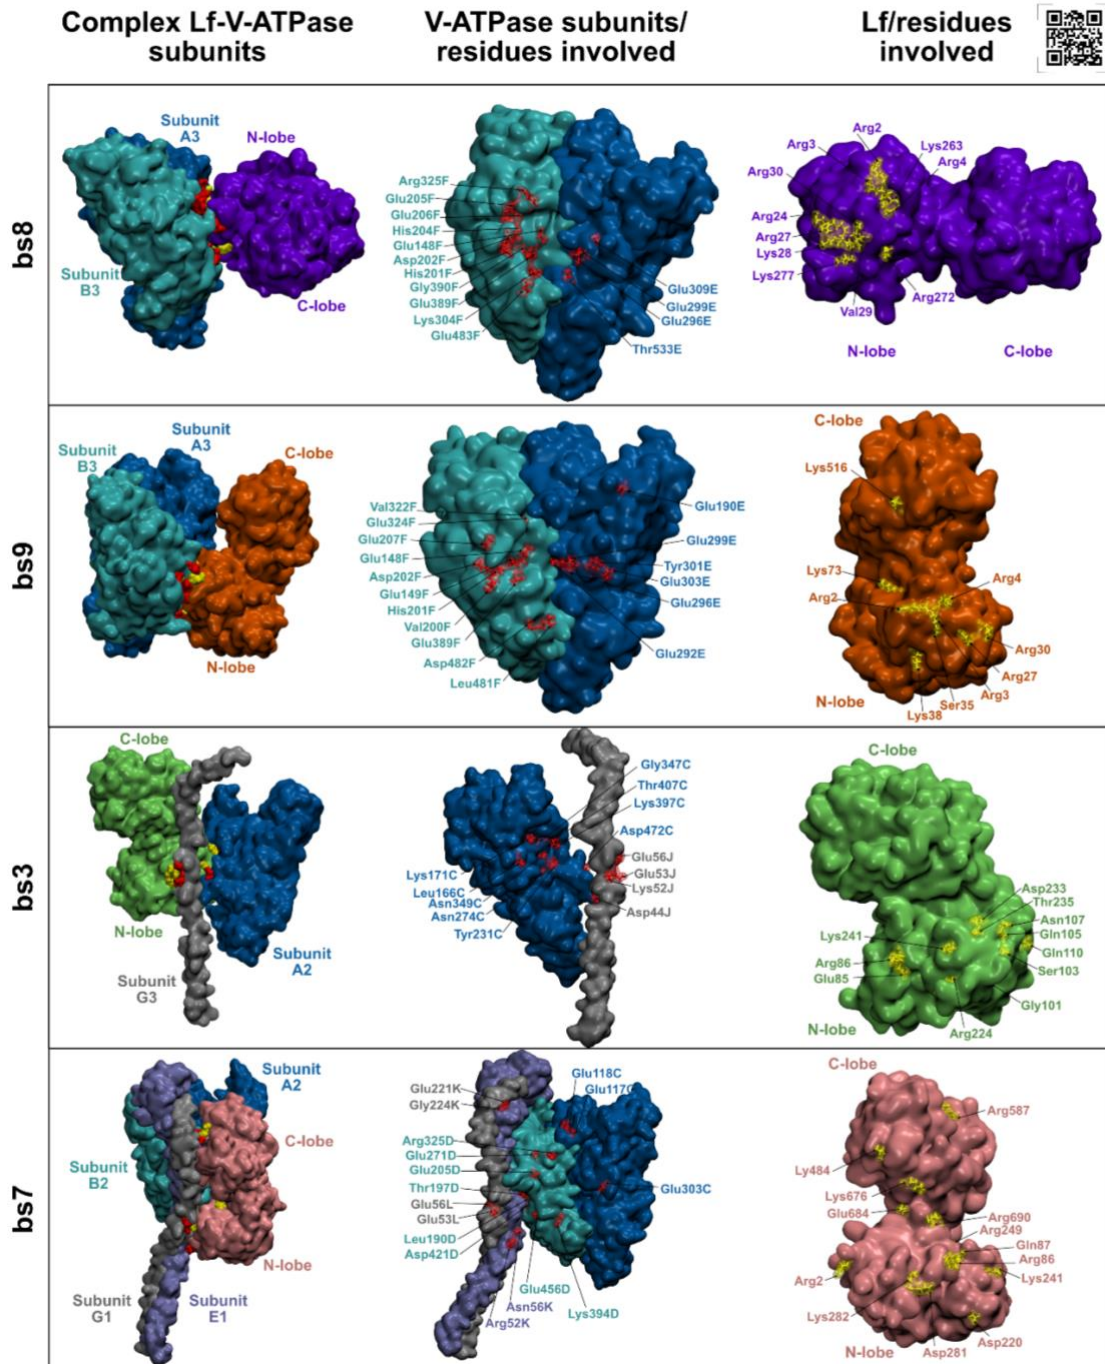 Complex Lf-V-ATPase
subunits
V-ATPase subunits/
residues involved
Lf/residues
involved
bs8
Subunit
A3
N-lobe
Subunit
B3
C-lobe
Arg325F
Glu205F
Glu206F
His204F
Glu148F
Asp202F
His201F
Gly390F
Glu389F
Lys304F
Glu483F
Glu309E
Glu299E
Glu296E
Thr533E
Arg2
Arg3
Lys263
Arg4
Arg30
Arg24
Arg27
Lys28
Lys277
Val29
Arg272
N-lobe
C-lobe
bs9
Subunit
A3
Subunit
B3
C-lobe
N-lobe
Val322F
Glu324F
Glu207F
Glu148F
Asp202F
Glu149F
His201F
Val200F
Glu389F
Asp482F
Leu481F
Glu190E
Glu299E
Tyr301E
Glu303E
Glu296E
Glu292E
C-lobe
Lys516
Lys73
Arg2
Arg4
Arg30
Arg27
Arg3
Ser35
Lys38
N-lobe
bs3
C-lobe
N-lobe
Subunit
G3
Subunit
A2
Gly347C
Thr407C
Lys397C
Asp472C
Glu56J
Glu53J
Lys52J
Asp44J
Lys171C
Leu166C
Asn349C
Asn274C
Tyr231C
C-lobe
Asp233
Thr235
Asn107
Gln105
Gln110
Ser103
Gly101
Lys241
Arg86
Glu85
Arg224
N-lobe
bs7
Subunit
A2
C-lobe
Subunit
B2
N-lobe
Subunit
G1
Subunit
E1
Glu221K
Gly224K
Glu118C
Glu117C
Arg325D
Glu271D
Glu205D
Thr197D
Glu56L
Glu53L
Leu190D
Asp421D
Glu303C
Glu456D
Asn56K
Arg52K
Lys394D
C-lobe
Arg587
Ly484
Lys676
Glu684
Arg690
Arg249
Gln87
Arg86
Lys241
Arg2
Lys282
Asp220
Asp281
N-lobe